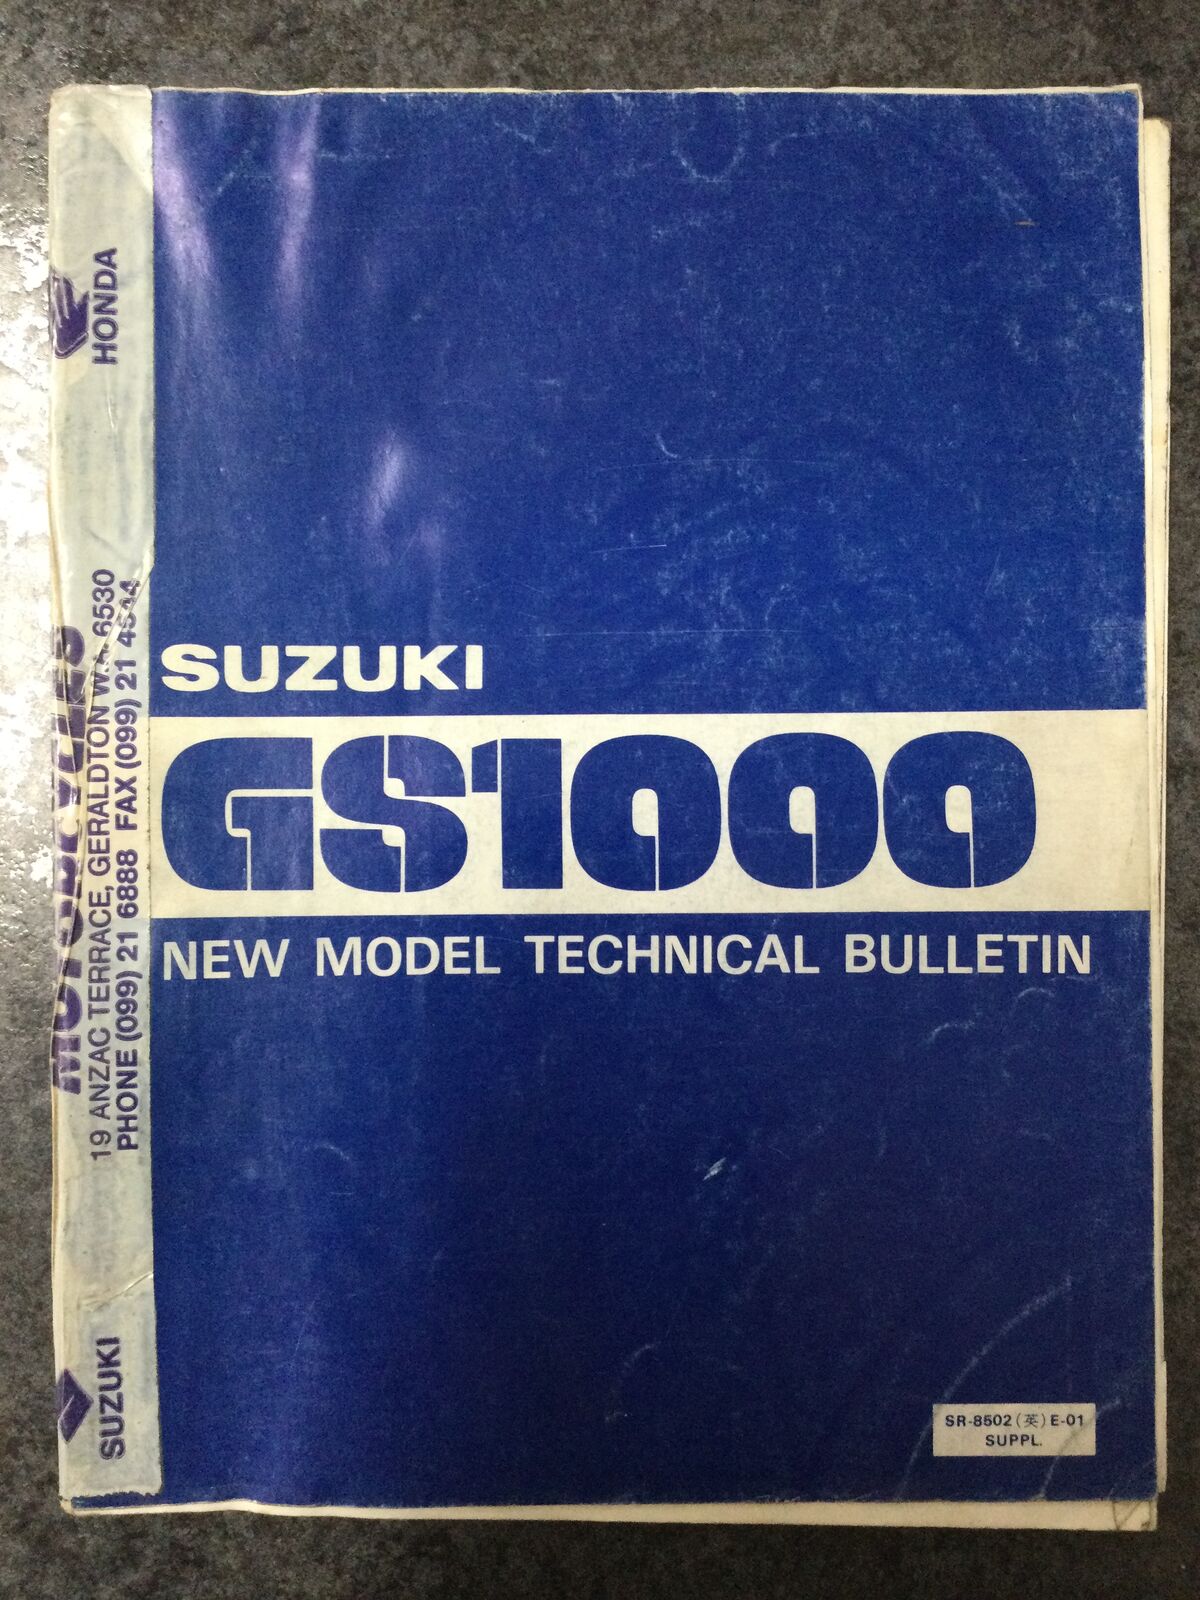 SUZUKI
GS1000
NEW MODEL TECHNICAL BULLETIN
SR-8502(英)E-01
SUPPL.
SUZUKI
MOTORCYCLES
19 ANZAC TERRACE, GERALDTON W.A. 6530
PHONE (099) 21 6888 FAX (099) 21 4544
HONDA